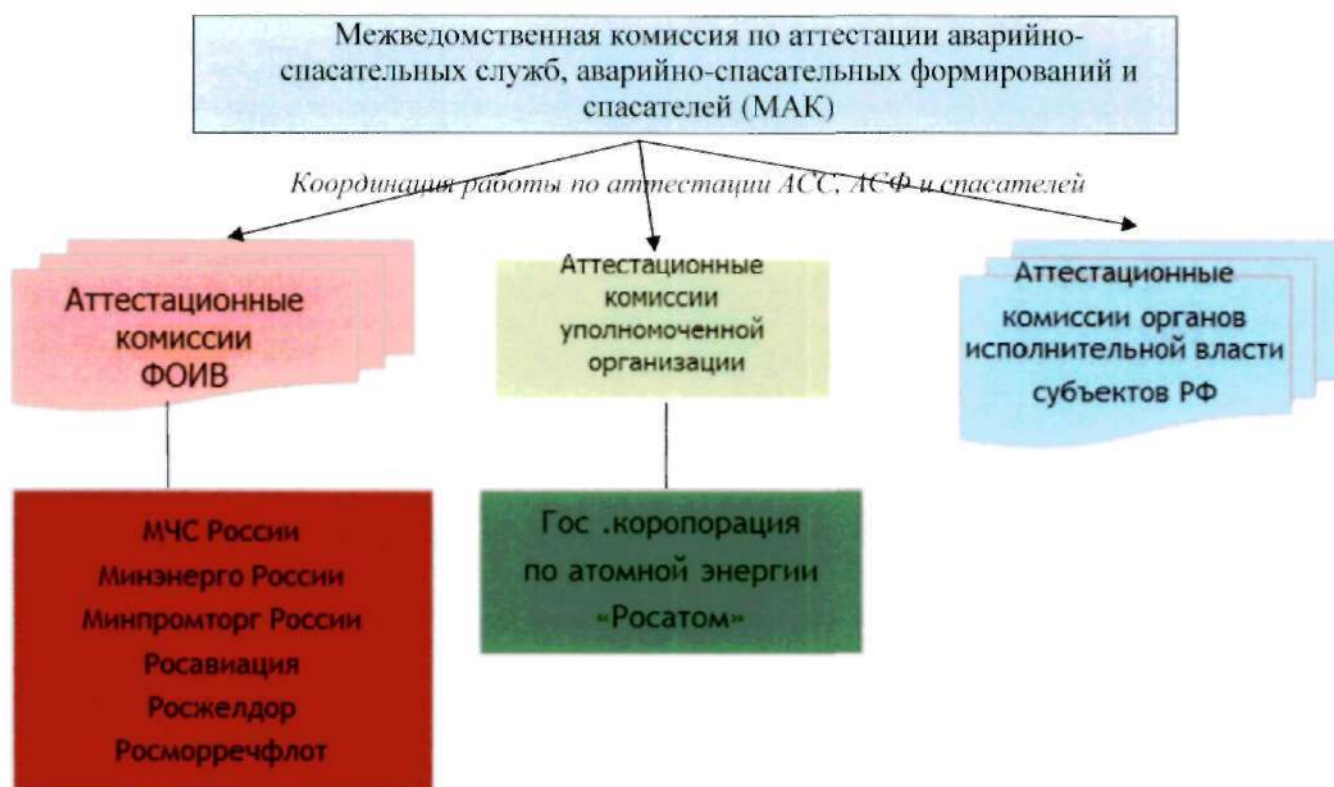 Межведомственная комиссия по аттестации аварийно-
спасательных служб, аварийно-спасательных формирований и
спасателей (МАК)
Координация работы по аттестации АСС, АСФ и спасателей
Аттестационные
комиссии
ФОИВ
Аттестационные
комиссии
уполномоченной
организации
Аттестационные
комиссии органов
исполнительной власти
субъектов РФ
МЧС России
Минэнерго России
Минпромторг России
Росавиация
Росжелдор
Росморречфлот
Гос .коропорация
по атомной энергии
«Росатом»